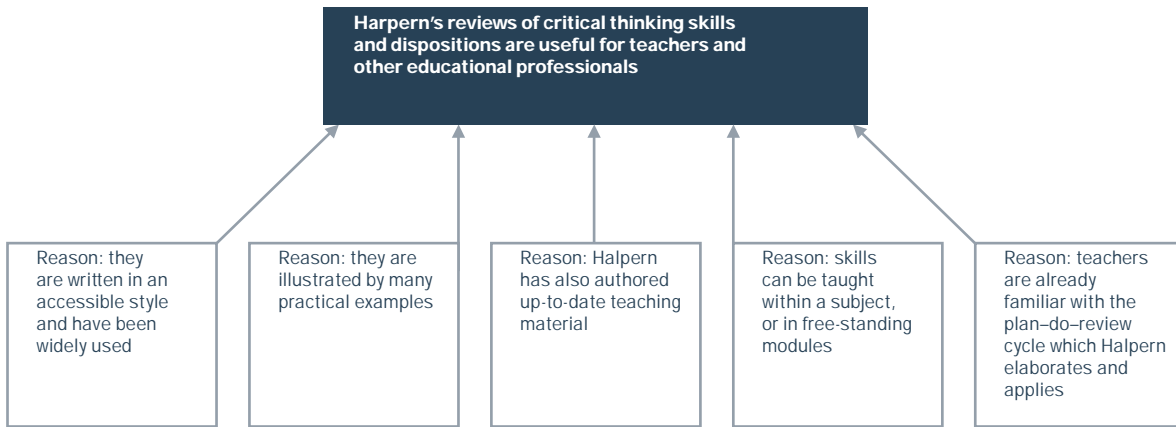 Harpern's reviews of critical thinking skills
and dispositions are useful for teachers and
other educational professionals
Reason: they
are written in an
accessible style
and have been
widely used
Reason: they are
illustrated by many
practical examples
Reason: Halpern
has also authored
up-to-date teaching
material
Reason: skills
can be taught
within a subject,
or in free-standing
modules
Reason: teachers
are already
familiar with the
plan–do–review
cycle which Halpern
elaborates and
applies